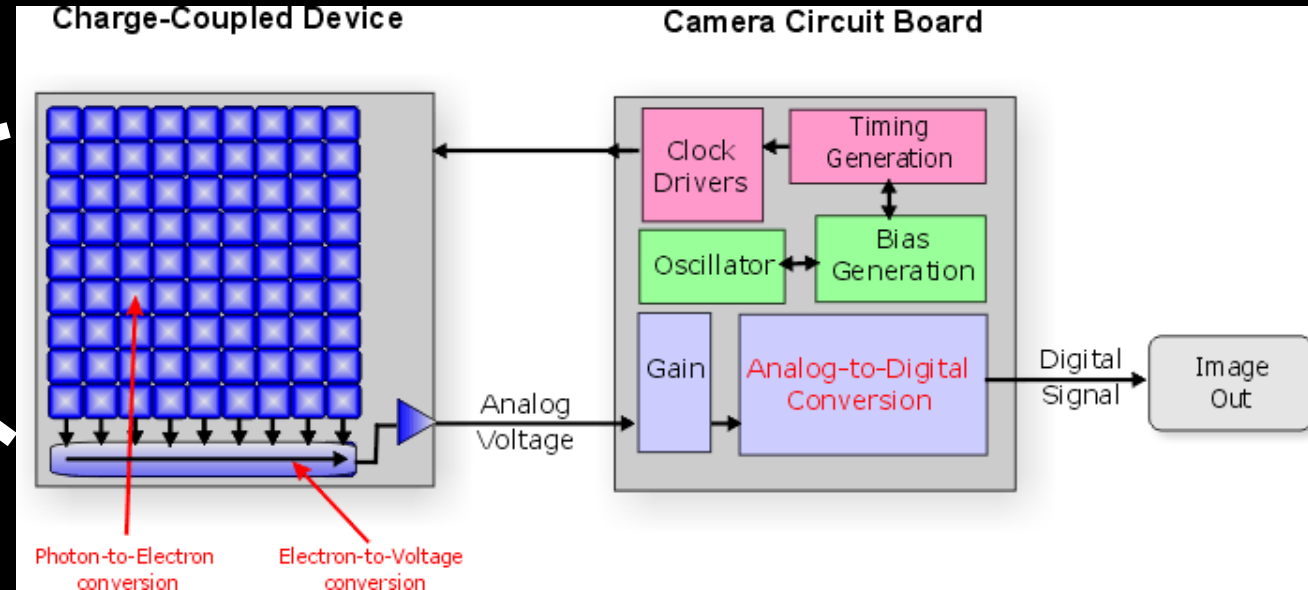 Charge-Coupled Device
Camera Circuit Board
Clock
Drivers
Timing
Generation
Oscillator
Bias
Generation
Gain
Analog-to-Digital
Conversion
Analog
Voltage
Digital
Signal
Image
Out
Photon-to-Electron
conversion
Electron-to-Voltage
conversion